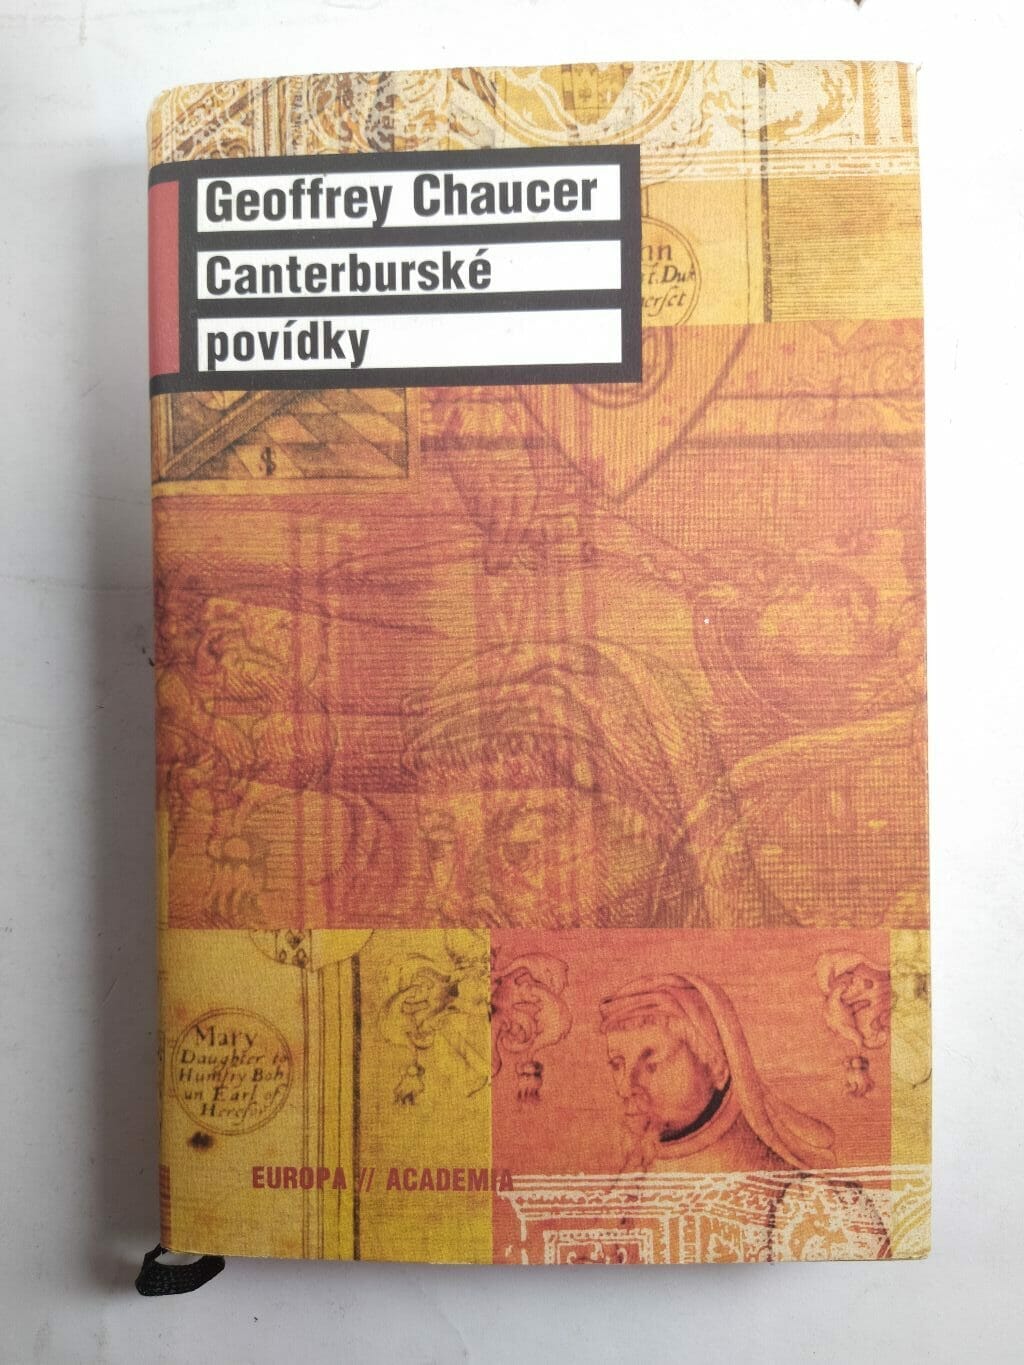 Geoffrey Chaucer
Canterburské
povídky
Mary
Daughter to
Humfry Boh
un Earl of
EUROPA // ACADEMIA